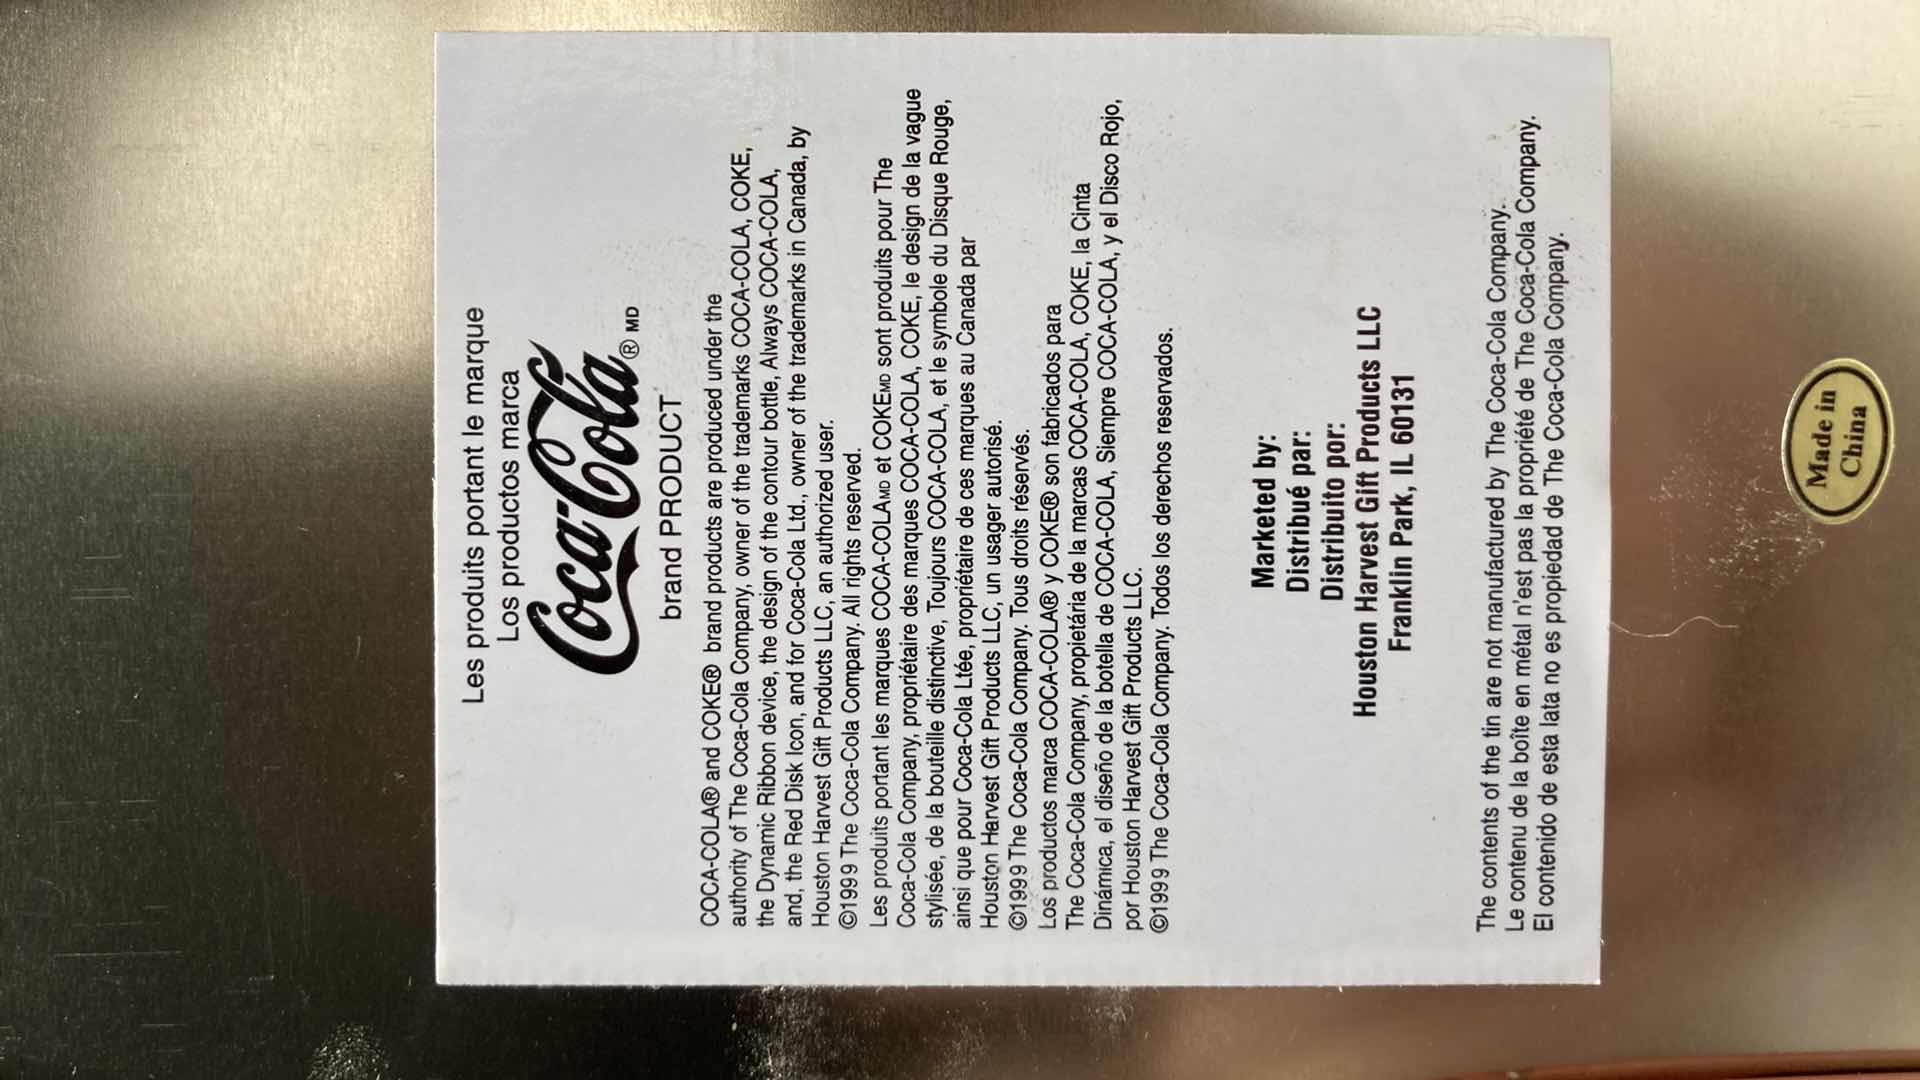 Les produits portant le marque
Los productos marca
Coca-Cola ® MD
brand PRODUCT
COCA-COLA® and COKE® brand products are produced under the
authority of The Coca-Cola Company, owner of the trademarks COCA-COLA, COKE,
the Dynamic Ribbon device, the design of the contour bottle, Always COCA-COLA,
and, the Red Disk Icon, and for Coca-Cola Ltd., owner of the trademarks in Canada, by
Houston Harvest Gift Products LLC, an authorized user.
©1999 The Coca-Cola Company. All rights reserved.
Les produits portant les marques COCA-COLAMD et COKEMD sont produits pour The
Coca-Cola Company, propriétaire des marques COCA-COLA, COKE, le design de la vague
stylisée, de la bouteille distinctive, Toujours COCA-COLA, et le symbole du Disque Rouge,
ainsi que pour Coca-Cola Ltée, propriétaire de ces marques au Canada par
Houston Harvest Gift Products LLC, un usager autorisé.
©1999 The Coca-Cola Company. Tous droits réservés.
Los productos marca COCA-COLA® y COKE® son fabricados para
The Coca-Cola Company, propietária de la marcas COCA-COLA, COKE, la Cinta
Dinámica, el diseño de la botella de COCA-COLA, Siempre COCA-COLA, y el Disco Rojo,
por Houston Harvest Gift Products LLC.
©1999 The Coca-Cola Company. Todos los derechos reservados.
Marketed by:
Distribué par:
Distribuito por:
Houston Harvest Gift Products LLC
Franklin Park, IL 60131
The contents of the tin are not manufactured by The Coca-Cola Company.
Le contenu de la boîte en métal n'est pas la propriété de The Coca-Cola Company.
El contenido de esta lata no es propiedad de The Coca-Cola Company.
Made in
China